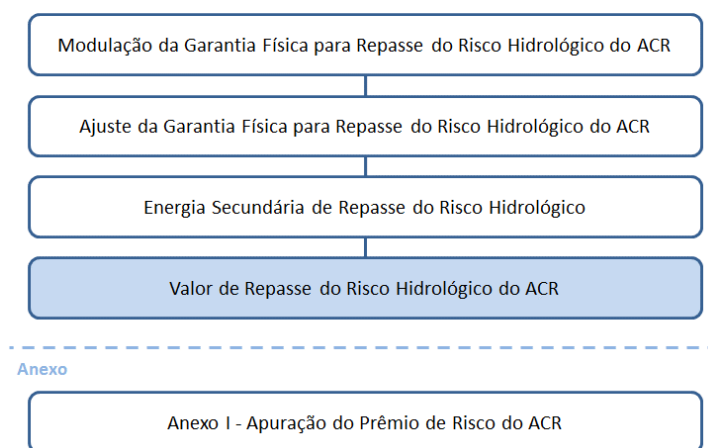 Modulação da Garantia Física para Repasse do Risco Hidrológico do ACR
Ajuste da Garantia Física para Repasse do Risco Hidrológico do ACR
Energia Secundária de Repasse do Risco Hidrológico
Valor de Repasse do Risco Hidrológico do ACR
Anexo
Anexo I - Apuração do Prêmio de Risco do ACR